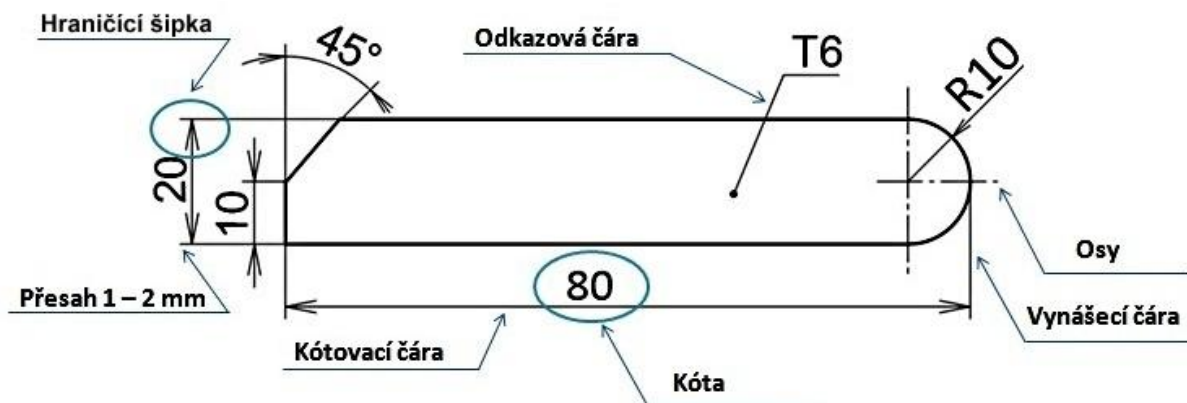 Hraničící šipka
45°
Odkazová čára
T6
R10
20
10
Osy
Přesah 1 – 2 mm
80
Vynášecí čára
Kótovací čára
Kóta